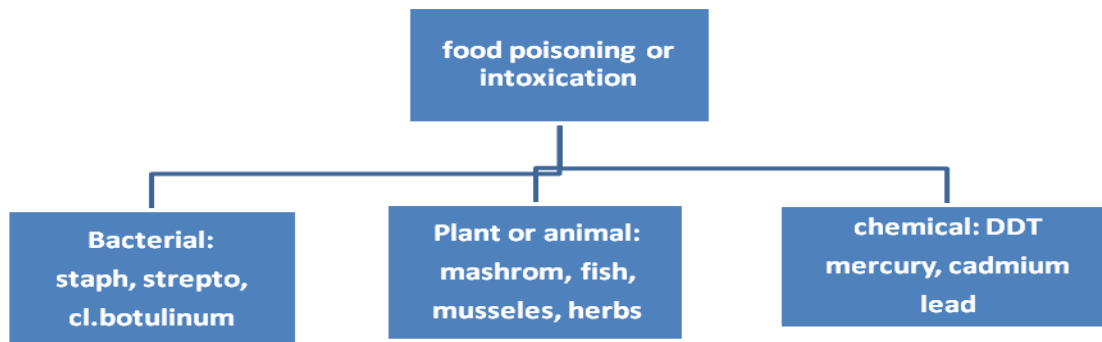 food poisoning or
intoxication
Bacterial:
staph, strepto,
cl.botulinum
Plant or animal:
mashrom, fish,
musseles, herbs
chemical: DDT
mercury, cadmium
lead